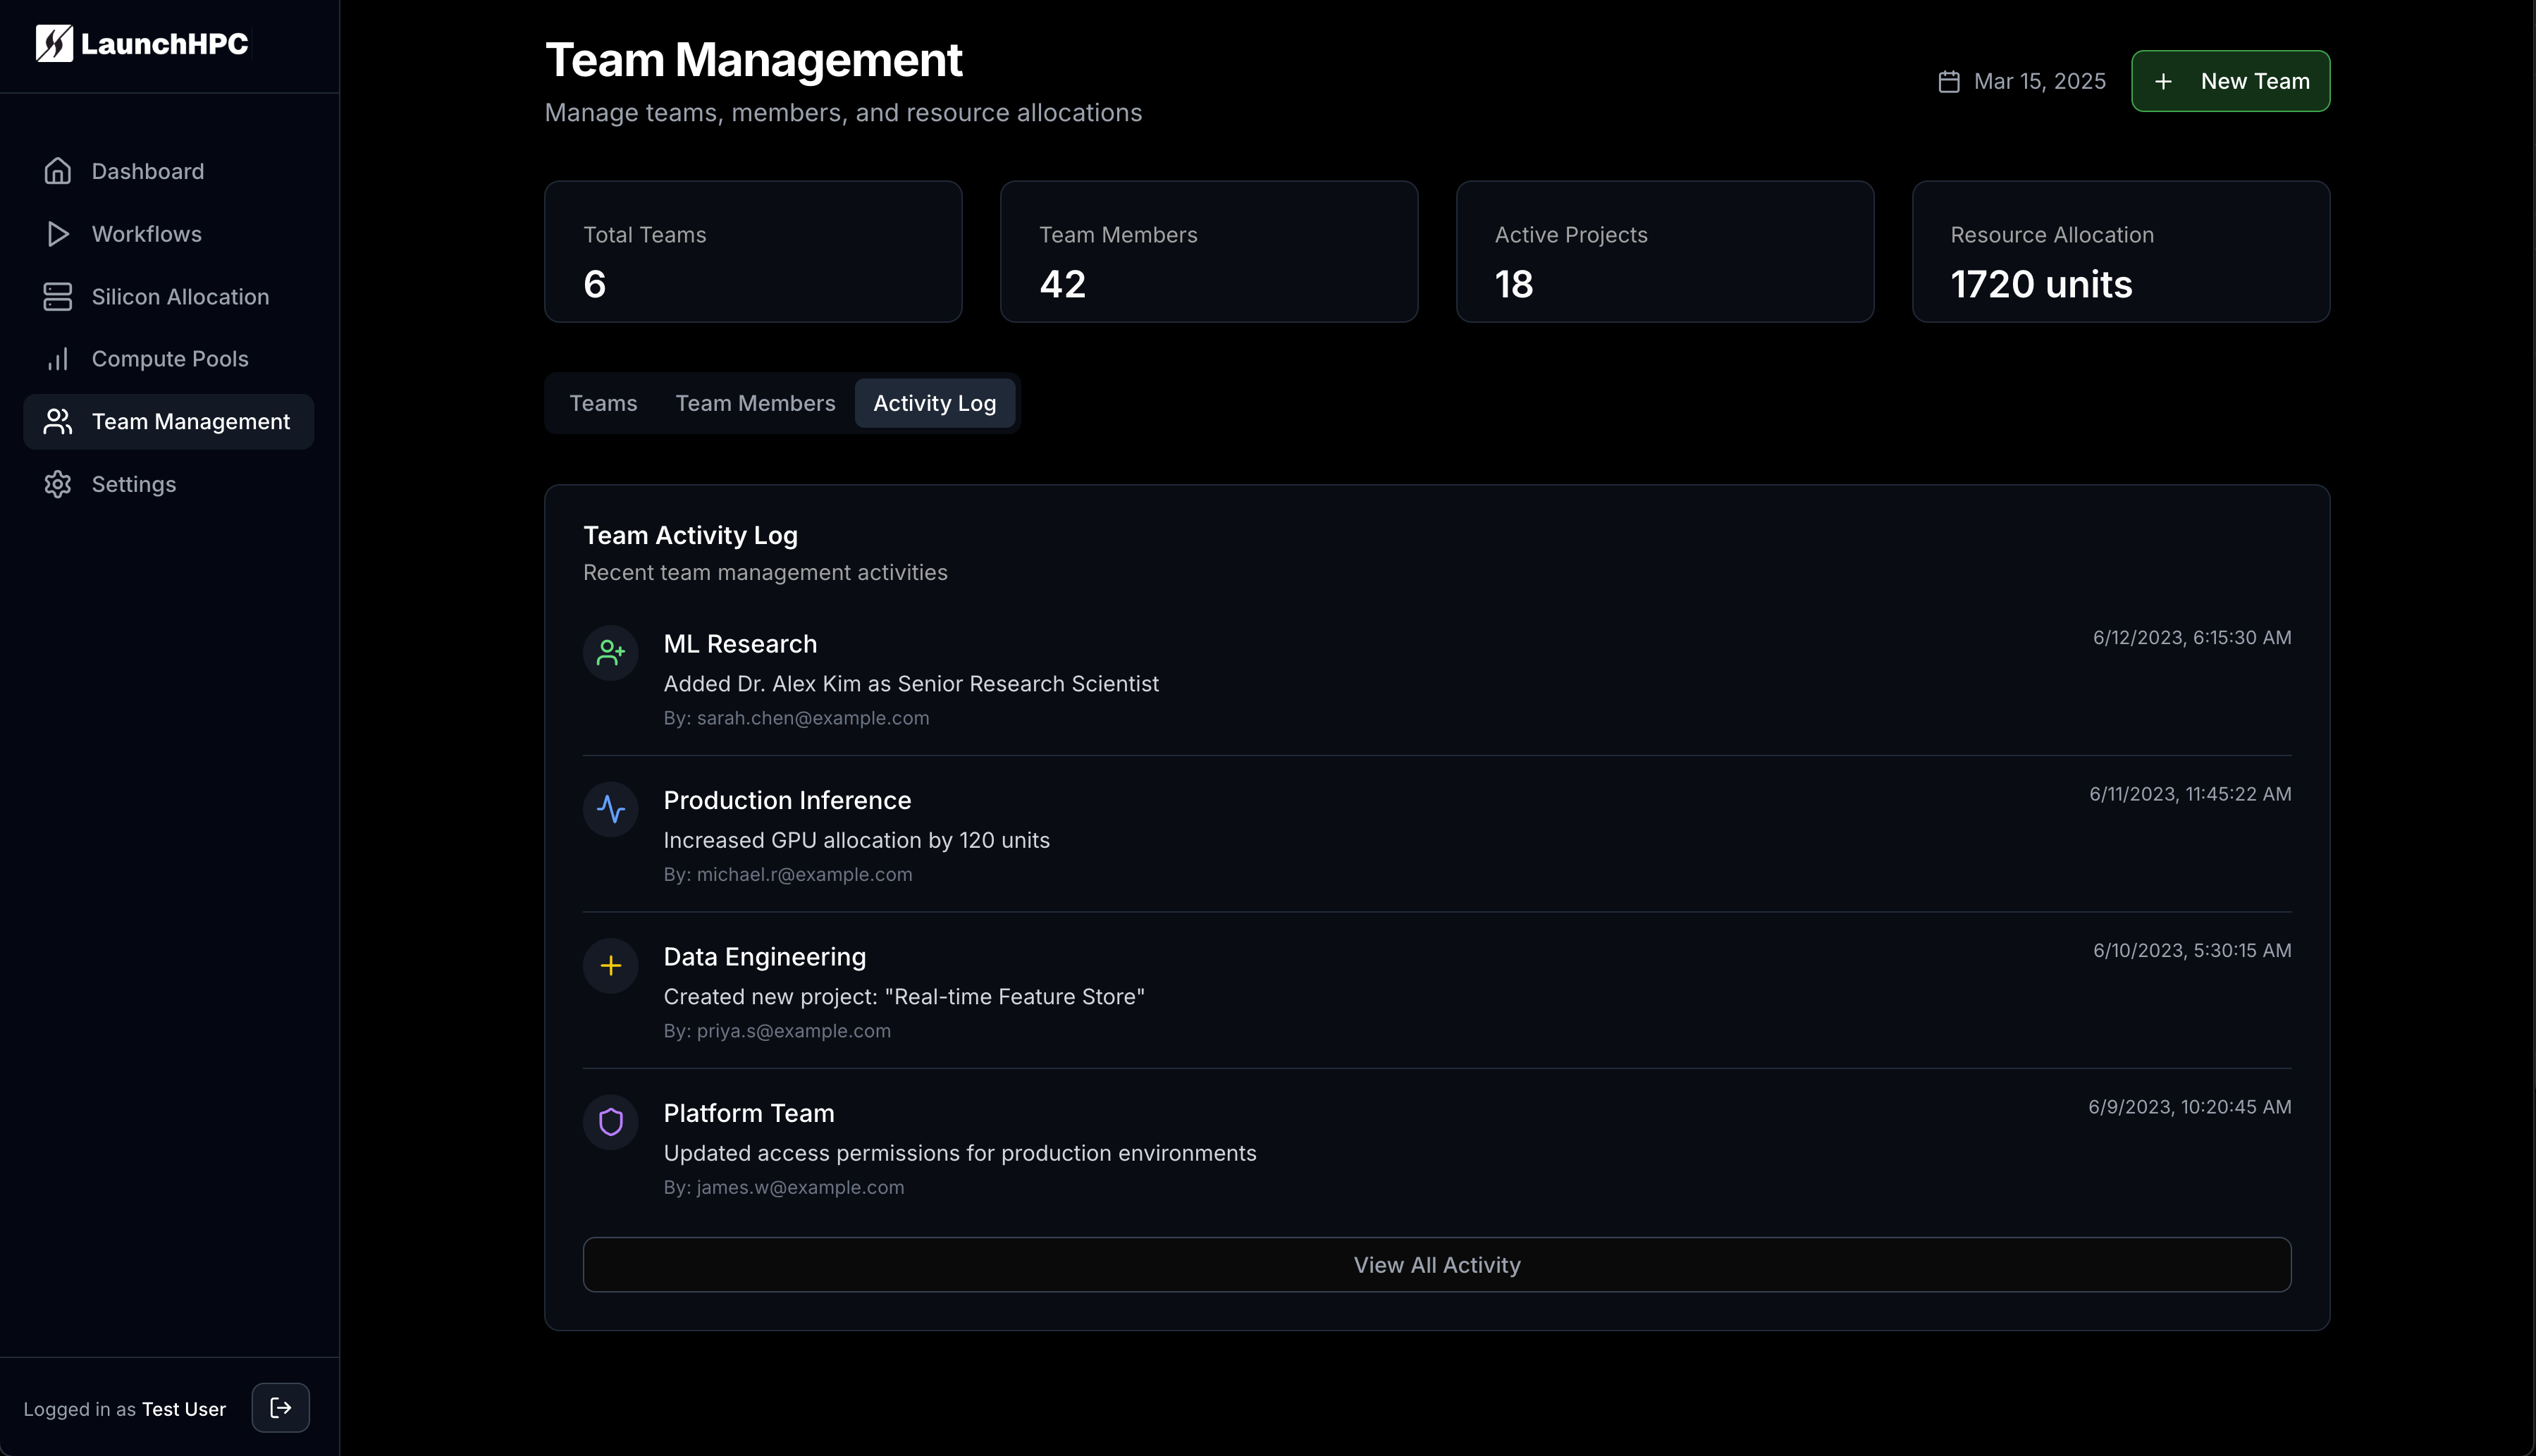 LaunchHPC
Dashboard
Workflows
Silicon Allocation
Compute Pools
Team Management
Settings
Logged in as Test User
Team Management
Manage teams, members, and resource allocations
Mar 15, 2025
New Team
Total Teams
6
Team Members
42
Active Projects
18
Resource Allocation
1720 units
Teams
Team Members
Activity Log
Team Activity Log
Recent team management activities
ML Research
6/12/2023, 6:15:30 AM
Added Dr. Alex Kim as Senior Research Scientist
By: sarah.chen@example.com
Production Inference
6/11/2023, 11:45:22 AM
Increased GPU allocation by 120 units
By: michael.r@example.com
Data Engineering
6/10/2023, 5:30:15 AM
Created new project: "Real-time Feature Store"
By: priya.s@example.com
Platform Team
6/9/2023, 10:20:45 AM
Updated access permissions for production environments
By: james.w@example.com
View All Activity